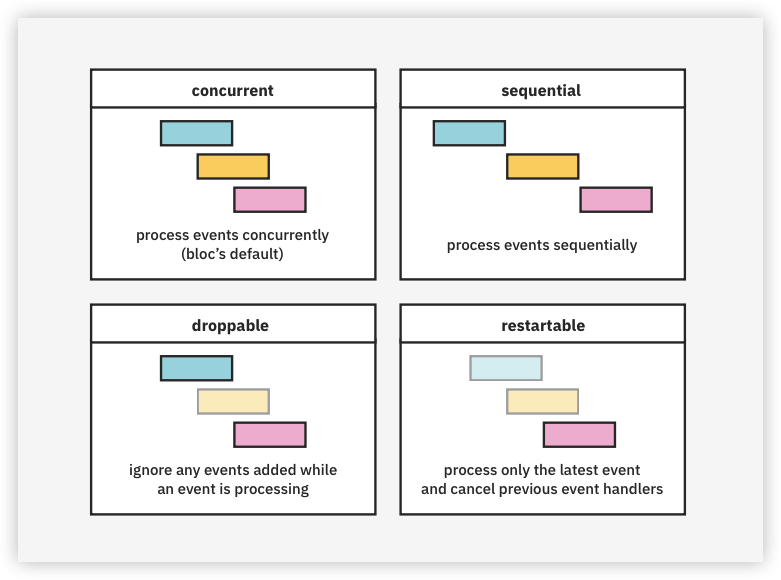 concurrent
process events concurrently
(bloc’s default)
sequential
process events sequentially
droppable
ignore any events added while
an event is processing
restartable
process only the latest event
and cancel previous event handlers